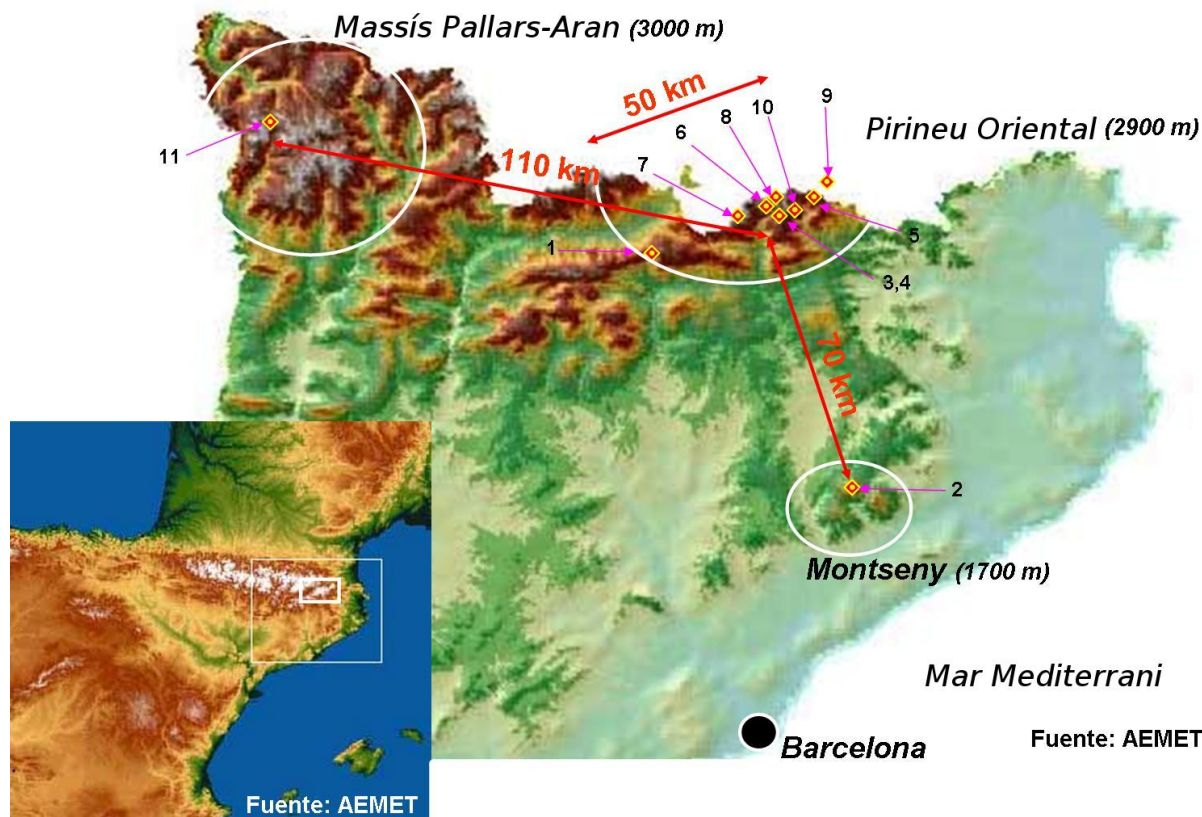 Massís Pallars-Aran (3000 m)
50 km
9
8
10
6
Pirineu Oriental (2900 m)
11
110 km
7
1
5
3,4
70 km
2
Montseny (1700 m)
Mar Mediterrani
Barcelona
Fuente: AEMET
Fuente: AEMET